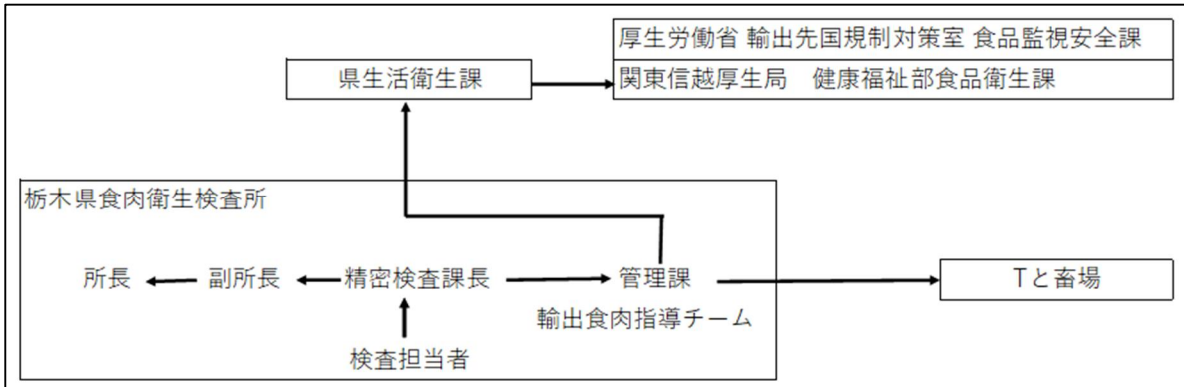 厚生労働省 輸出先国規制対策室 食品監視安全課
県生活衛生課
関東信越厚生局　健康福祉部食品衛生課
栃木県食肉衛生検査所
所長
副所長
精密検査課長
管理課
Tと畜場
輸出食肉指導チーム
検査担当者